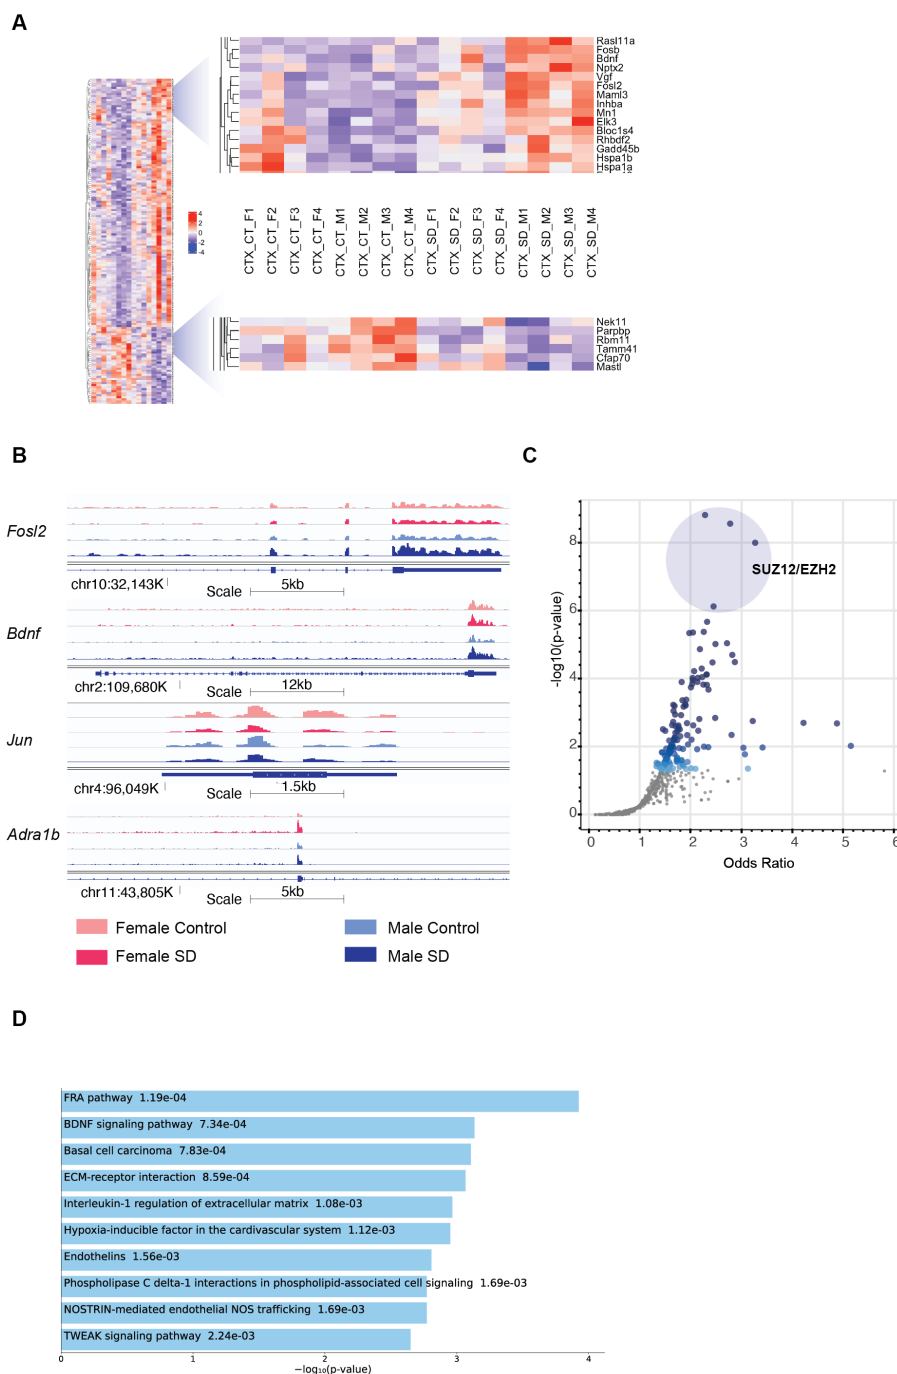 A
Rasl11a
Fosb
Bdnf
Nptx2
Vgf
Fosl2
Maml3
Inhba
Mn1
Elk3
Bloc1s4
Rhbdf2
Gadd45b
Hspa1b
Hspa1a
4
2
0
-2
-4
CTX_CT_F1
CTX_CT_F2
CTX_CT_F3
CTX_CT_F4
CTX_CT_M1
CTX_CT_M2
CTX_CT_M3
CTX_CT_M4
CTX_SD_F1
CTX_SD_F2
CTX_SD_F3
CTX_SD_F4
CTX_SD_M1
CTX_SD_M2
CTX_SD_M3
CTX_SD_M4
Nek11
Parpbp
Rbm11
Tamm41
Cfap70
Mastl
B
Fosl2
chr10:32,143K
Scale 5kb
Bdnf
chr2:109,680K
Scale 12kb
Jun
chr4:96,049K
Scale 1.5kb
Adra1b
chr11:43,805K
Scale 5kb
Female Control
Male Control
Female SD
Male SD
C
-log10(p-value)
8
6
4
2
0
SUZ12/EZH2
0 1 2 3 4 5 6
Odds Ratio
D
FRA pathway 1.19e-04
BDNF signaling pathway 7.34e-04
Basal cell carcinoma 7.83e-04
ECM-receptor interaction 8.59e-04
Interleukin-1 regulation of extracellular matrix 1.08e-03
Hypoxia-inducible factor in the cardivascular system 1.12e-03
Endothelins 1.56e-03
Phospholipase C delta-1 interactions in phospholipid-associated cell signaling 1.69e-03
NOSTRIN-mediated endothelial NOS trafficking 1.69e-03
TWEAK signaling pathway 2.24e-03
0 1 2 3 4
−log₁₀(p-value)